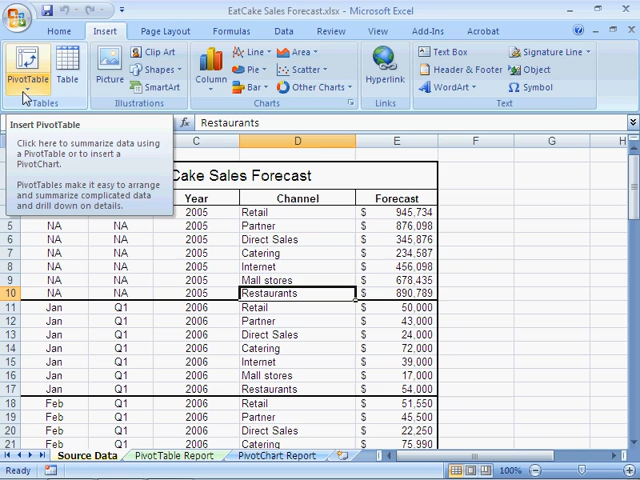 EatCake Sales Forecast.xlsx - Microsoft Excel
Home Insert Page Layout Formulas Data Review View Acrobat
PivotTable Table Picture Clip Art Shapes SmartArt Column Line Pie Bar Area Scatter Other Charts Hyperlink Text Box Header & Footer WordArt Signature Line Object Symbol
Tables Illustrations Charts Links Text
Insert PivotTable
Click here to summarize data using
a PivotTable or to insert a
PivotChart.
PivotTables make it easy to arrange
and summarize complicated data
and drill down on details.
fx Restaurants
C D E F G H
Cake Sales Forecast
Year Channel Forecast
2005 Retail $ 945,734
5 NA NA 2005 Partner $ 876,098
6 NA NA 2005 Direct Sales $ 345,876
7 NA NA 2005 Catering $ 234,587
8 NA NA 2005 Internet $ 456,098
9 NA NA 2005 Mall stores $ 678,435
10 NA NA 2005 Restaurants $ 890,789
11 Jan Q1 2006 Retail $ 50,000
12 Jan Q1 2006 Partner $ 43,000
13 Jan Q1 2006 Direct Sales $ 24,000
14 Jan Q1 2006 Catering $ 72,000
15 Jan Q1 2006 Internet $ 39,000
16 Jan Q1 2006 Mall stores $ 17,000
17 Jan Q1 2006 Restaurants $ 54,000
18 Feb Q1 2006 Retail $ 51,550
19 Feb Q1 2006 Partner $ 45,500
20 Feb Q1 2006 Direct Sales $ 22,250
21 Feb Q1 2006 Catering $ 75,990
Source Data PivotTable Report PivotChart Report
Ready 100%